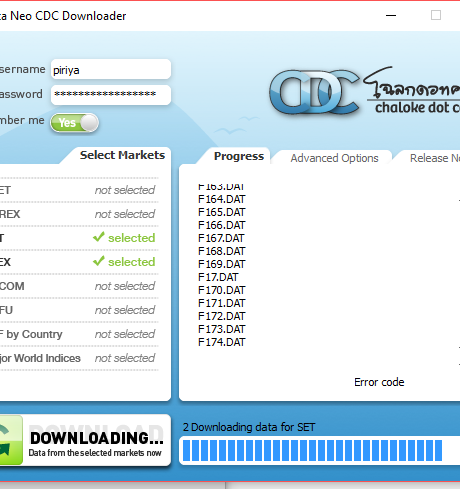 ta Neo CDC Downloader
sername piriya
assword *****************
mber me Yes
CDC โฉลกดอทค
chaloke dot c
Select Markets
Progress
Advanced Options
Release No
ET not selected
REX not selected
T selected
EX selected
COM not selected
FU not selected
F by Country not selected
jor World Indices not selected
F163.DAT
F164.DAT
F165.DAT
F166.DAT
F167.DAT
F168.DAT
F169.DAT
F17.DAT
F170.DAT
F171.DAT
F172.DAT
F173.DAT
F174.DAT
Error code
DOWNLOAD
DOWNLOADING...
Data from the selected markets now
2 Downloading data for SET